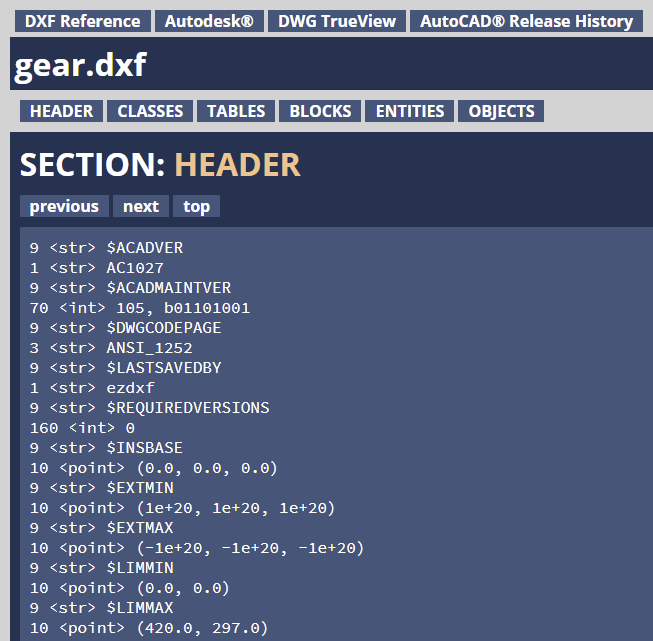 DXF Reference Autodesk® DWG TrueView AutoCAD® Release History
gear.dxf
HEADER CLASSES TABLES BLOCKS ENTITIES OBJECTS
SECTION: HEADER
previous next top
9 <str> $ACADVER
1 <str> AC1027
9 <str> $ACADMAINTVER
70 <int> 105, b01101001
9 <str> $DWGCODEPAGE
3 <str> ANSI_1252
9 <str> $LASTSAVEDBY
1 <str> ezdxf
9 <str> $REQUIREDVERSIONS
160 <int> 0
9 <str> $INSBASE
10 <point> (0.0, 0.0, 0.0)
9 <str> $EXTMIN
10 <point> (1e+20, 1e+20, 1e+20)
9 <str> $EXTMAX
10 <point> (-1e+20, -1e+20, -1e+20)
9 <str> $LIMMIN
10 <point> (0.0, 0.0)
9 <str> $LIMMAX
10 <point> (420.0, 297.0)